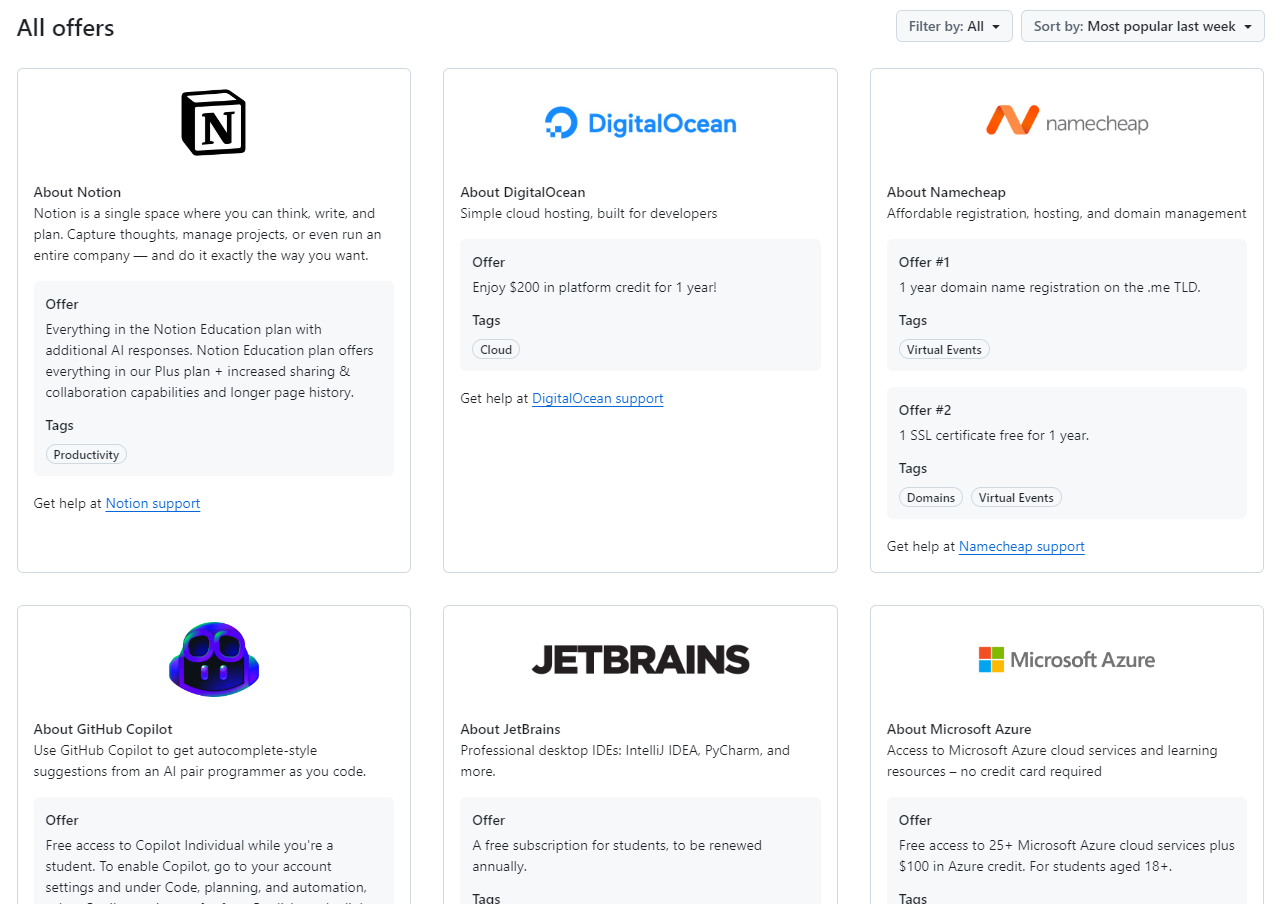 All offers
Filter by: All
Sort by: Most popular last week
N
About Notion
Notion is a single space where you can think, write, and
plan. Capture thoughts, manage projects, or even run an
entire company — and do it exactly the way you want.
Offer
Everything in the Notion Education plan with
additional AI responses. Notion Education plan offers
everything in our Plus plan + increased sharing &
collaboration capabilities and longer page history.
Tags
Productivity
Get help at Notion support
DigitalOcean
About DigitalOcean
Simple cloud hosting, built for developers
Offer
Enjoy $200 in platform credit for 1 year!
Tags
Cloud
Get help at DigitalOcean support
namecheap
About Namecheap
Affordable registration, hosting, and domain management
Offer #1
1 year domain name registration on the .me TLD.
Tags
Virtual Events
Offer #2
1 SSL certificate free for 1 year.
Tags
Domains
Virtual Events
Get help at Namecheap support
About GitHub Copilot
Use GitHub Copilot to get autocomplete-style
suggestions from an AI pair programmer as you code.
Offer
Free access to Copilot Individual while you're a
student. To enable Copilot, go to your account
settings and under Code, planning, and automation,
JETBRAINS
About JetBrains
Professional desktop IDEs: IntelliJ IDEA, PyCharm, and
more.
Offer
A free subscription for students, to be renewed
annually.
Tags
Microsoft Azure
About Microsoft Azure
Access to Microsoft Azure cloud services and learning
resources – no credit card required
Offer
Free access to 25+ Microsoft Azure cloud services plus
$100 in Azure credit. For students aged 18+.
Tags